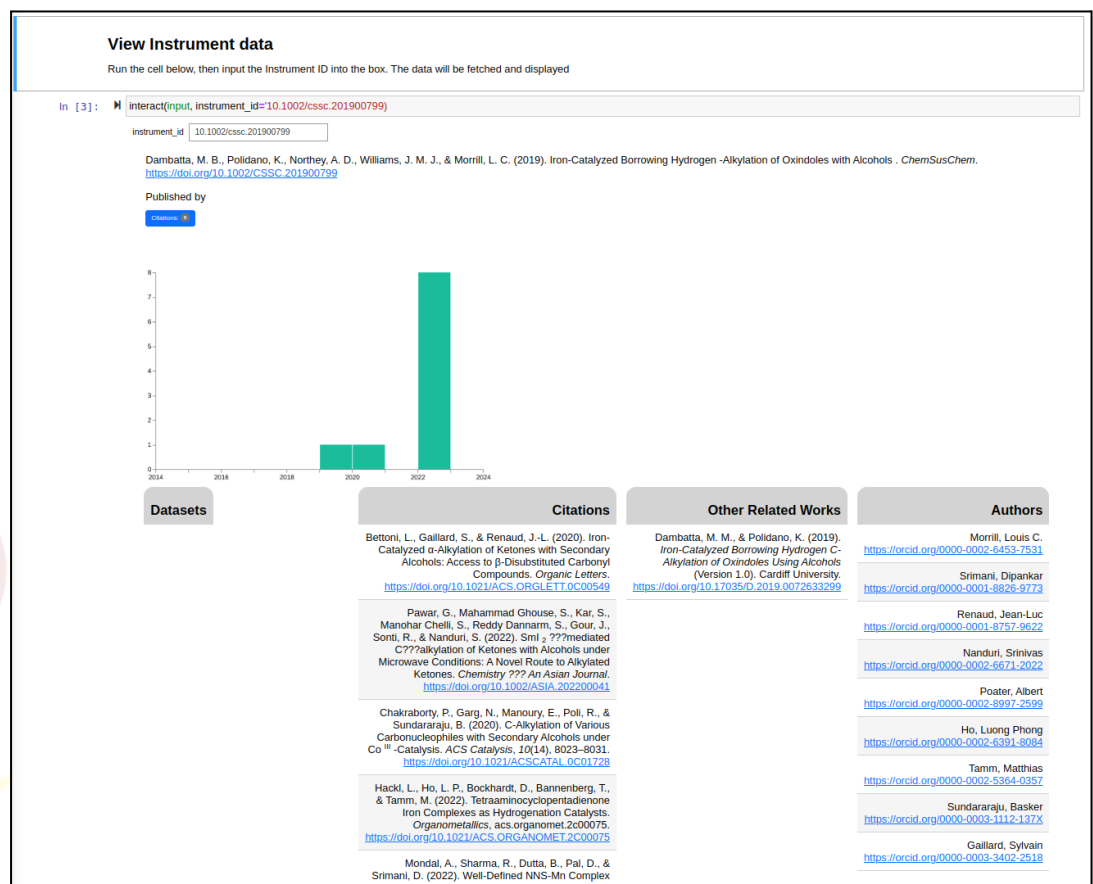 View Instrument data
Run the cell below, then input the Instrument ID into the box. The data will be fetched and displayed
In [3]:
interact(input, instrument_id='10.1002/cssc.201900799)
instrument_id 10.1002/cssc.201900799
Dambatta, M. B., Polidano, K., Northey, A. D., Williams, J. M. J., & Morrill, L. C. (2019). Iron-Catalyzed Borrowing Hydrogen -Alkylation of Oxindoles with Alcohols . ChemSusChem.
https://doi.org/10.1002/CSSC.201900799
Published by
Citations:
8
7
6
5
4
3
2
1
0
2014 2016 2018 2020 2022 2024
Datasets
Citations
Bettoni, L., Gaillard, S., & Renaud, J.-L. (2020). Iron-
Catalyzed α-Alkylation of Ketones with Secondary
Alcohols: Access to β-Disubstituted Carbonyl
Compounds. Organic Letters.
https://doi.org/10.1021/ACS.ORGLETT.0C00549
Pawar, G., Mahammad Ghouse, S., Kar, S.,
Manohar Chelli, S., Reddy Dannarm, S., Gour, J.,
Sonti, R., & Nanduri, S. (2022). SmI 2 ???mediated
C???alkylation of Ketones with Alcohols under
Microwave Conditions: A Novel Route to Alkylated
Ketones. Chemistry ??? An Asian Journal.
https://doi.org/10.1002/ASIA.202200041
Chakraborty, P., Garg, N., Manoury, E., Poli, R., &
Sundararaju, B. (2020). C-Alkylation of Various
Carbonucleophiles with Secondary Alcohols under
Co III -Catalysis. ACS Catalysis, 10(14), 8023–8031.
https://doi.org/10.1021/ACSCATAL.0C01728
Hackl, L., Ho, L. P., Bockhardt, D., Bannenberg, T.,
& Tamm, M. (2022). Tetraaminocyclopentadienone
Iron Complexes as Hydrogenation Catalysts.
Organometallics, acs.organomet.2c00075.
https://doi.org/10.1021/ACS.ORGANOMET.2C00075
Mondal, A., Sharma, R., Dutta, B., Pal, D., &
Srimani, D. (2022). Well-Defined NNS-Mn Complex
Other Related Works
Dambatta, M. M., & Polidano, K. (2019).
Iron-Catalyzed Borrowing Hydrogen C-
Alkylation of Oxindoles Using Alcohols
(Version 1.0). Cardiff University.
https://doi.org/10.17035/D.2019.0072633299
Authors
Morrill, Louis C.
https://orcid.org/0000-0002-6453-7531
Srimani, Dipankar
https://orcid.org/0000-0001-8826-9773
Renaud, Jean-Luc
https://orcid.org/0000-0001-8757-9622
Nanduri, Srinivas
https://orcid.org/0000-0002-6671-2022
Poater, Albert
https://orcid.org/0000-0002-8997-2599
Ho, Luong Phong
https://orcid.org/0000-0002-6391-8084
Tamm, Matthias
https://orcid.org/0000-0002-5364-0357
Sundararaju, Basker
https://orcid.org/0000-0003-1112-137X
Gaillard, Sylvain
https://orcid.org/0000-0003-3402-2518